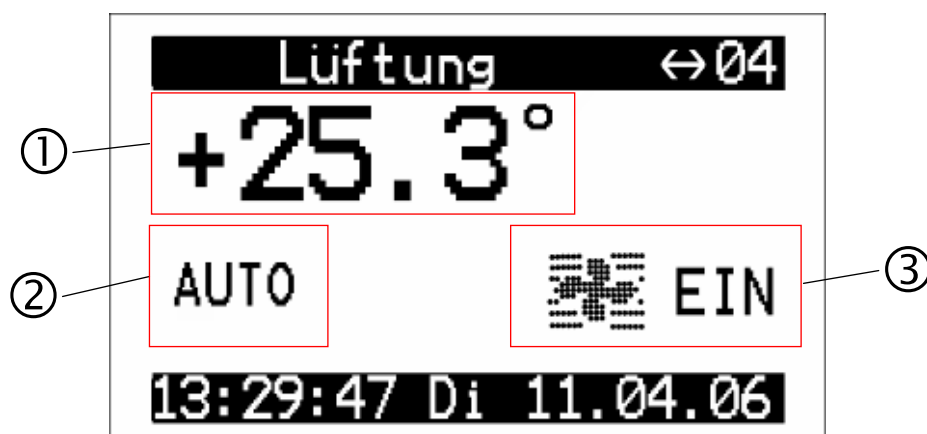 Lüftung ↔04
① +25.3°
② AUTO EIN ③
13:29:47 Di 11.04.06